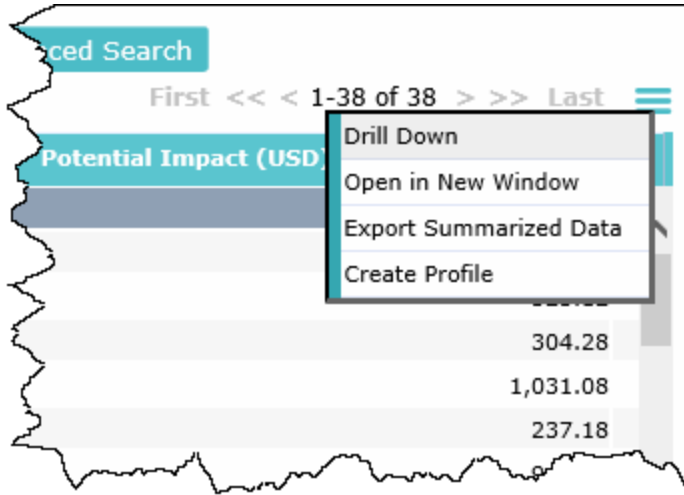 ced Search
First << < 1-38 of 38 > >> Last
Potential Impact (USD)
Drill Down
Open in New Window
Export Summarized Data
Create Profile
304.28
1,031.08
237.18